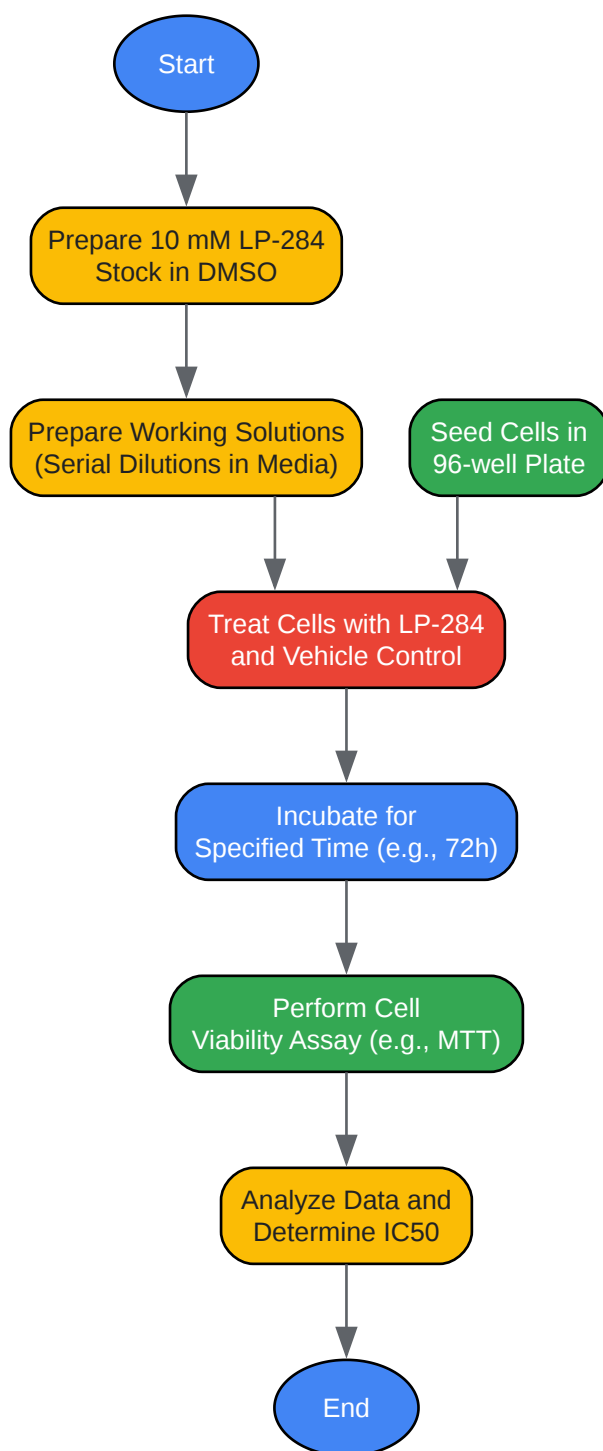 Start
Prepare 10 mM LP-284
Stock in DMSO
Prepare Working Solutions
(Serial Dilutions in Media)
Seed Cells in
96-well Plate
Treat Cells with LP-284
and Vehicle Control
Incubate for
Specified Time (e.g., 72h)
Perform Cell
Viability Assay (e.g., MTT)
Analyze Data and
Determine IC50
End